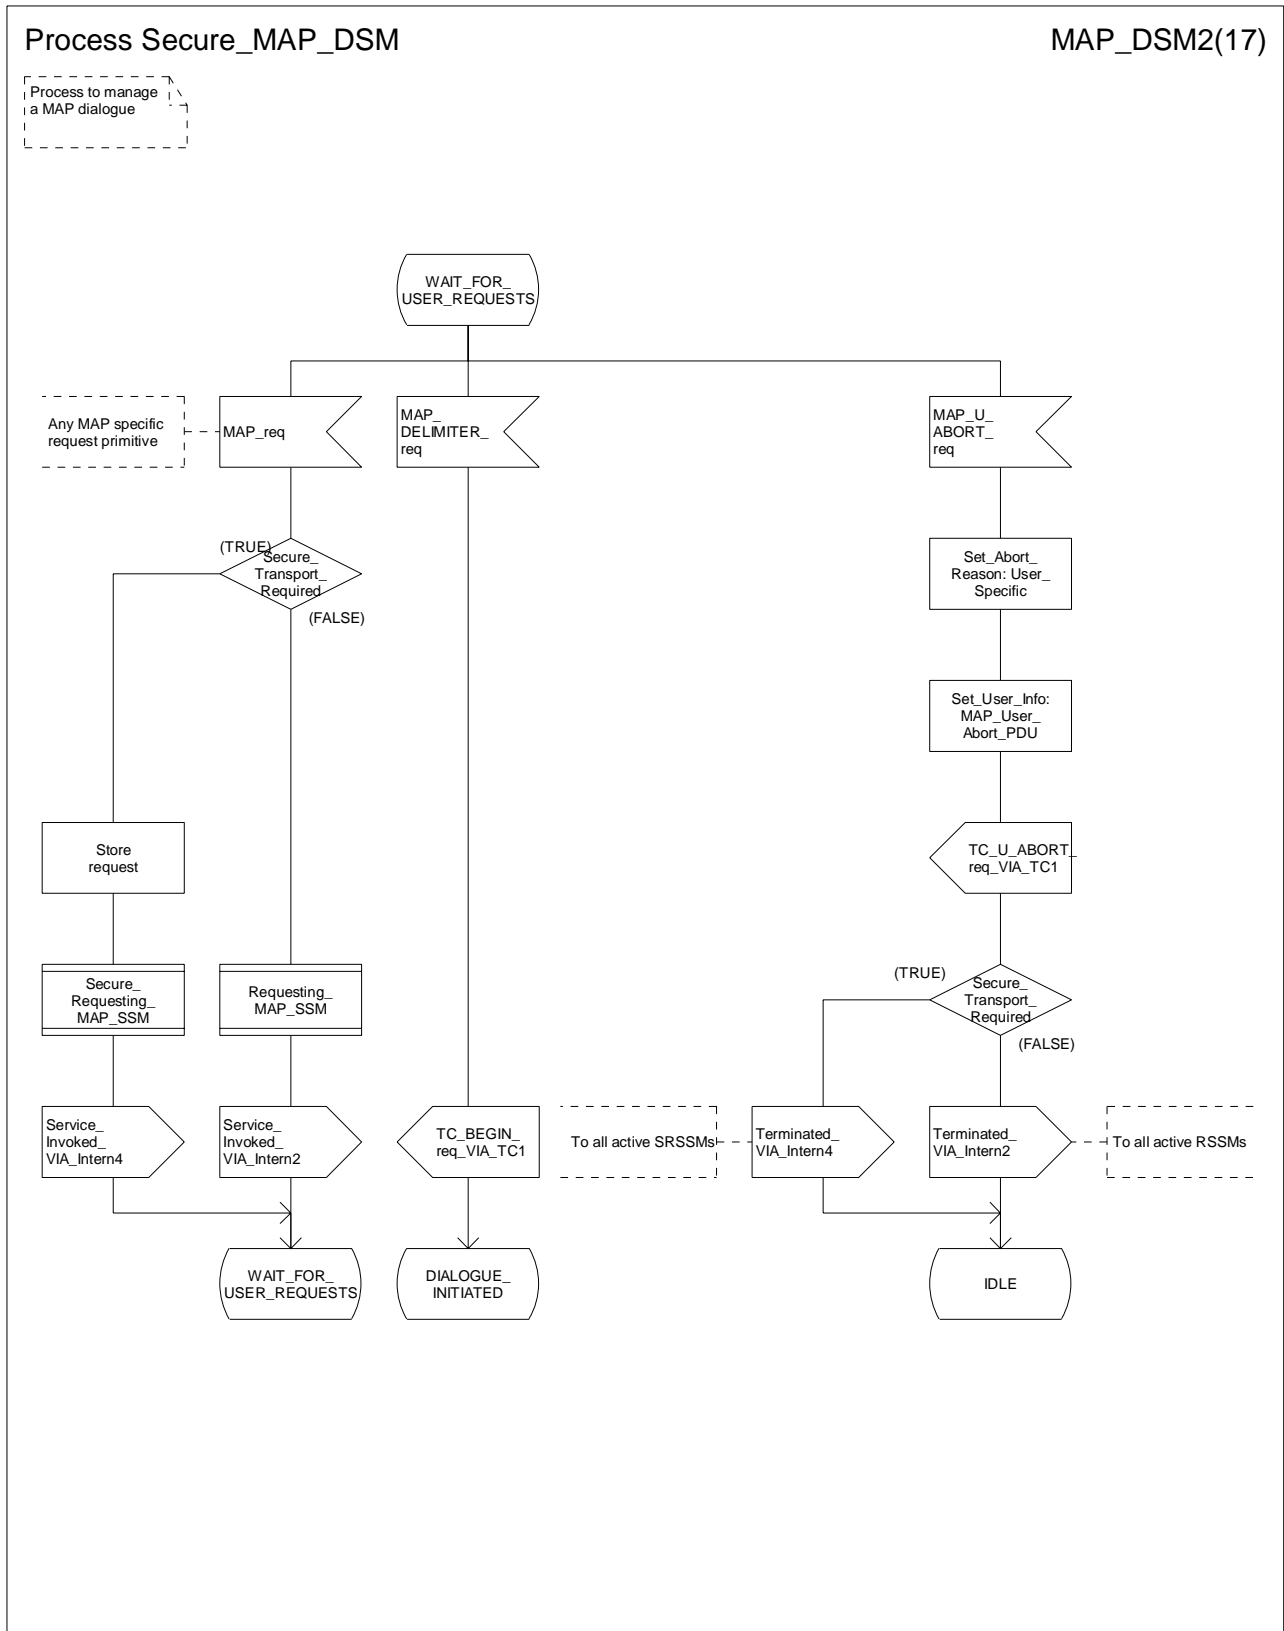 Process Secure_MAP_DSM
MAP_DSM2(17)
Process to manage
a MAP dialogue
WAIT_FOR_
USER_REQUESTS
Any MAP specific
request primitive
MAP_req
MAP_
DELIMITER_
req
MAP_U_
ABORT_
req
(TRUE)
Secure_
Transport_
Required
(FALSE)
Set_Abort_
Reason: User_
Specific
Set_User_Info:
MAP_User_
Abort_PDU
Store
request
TC_U_ABORT_
req_VIA_TC1
Secure_
Requesting_
MAP_SSM
Requesting_
MAP_SSM
(TRUE)
Secure_
Transport_
Required
(FALSE)
Service_
Invoked_
VIA_Intern4
Service_
Invoked_
VIA_Intern2
TC_BEGIN_
req_VIA_TC1
To all active SRSSMs
Terminated_
VIA_Intern4
Terminated_
VIA_Intern2
To all active RSSMs
WAIT_FOR_
USER_REQUESTS
DIALOGUE_
INITIATED
IDLE